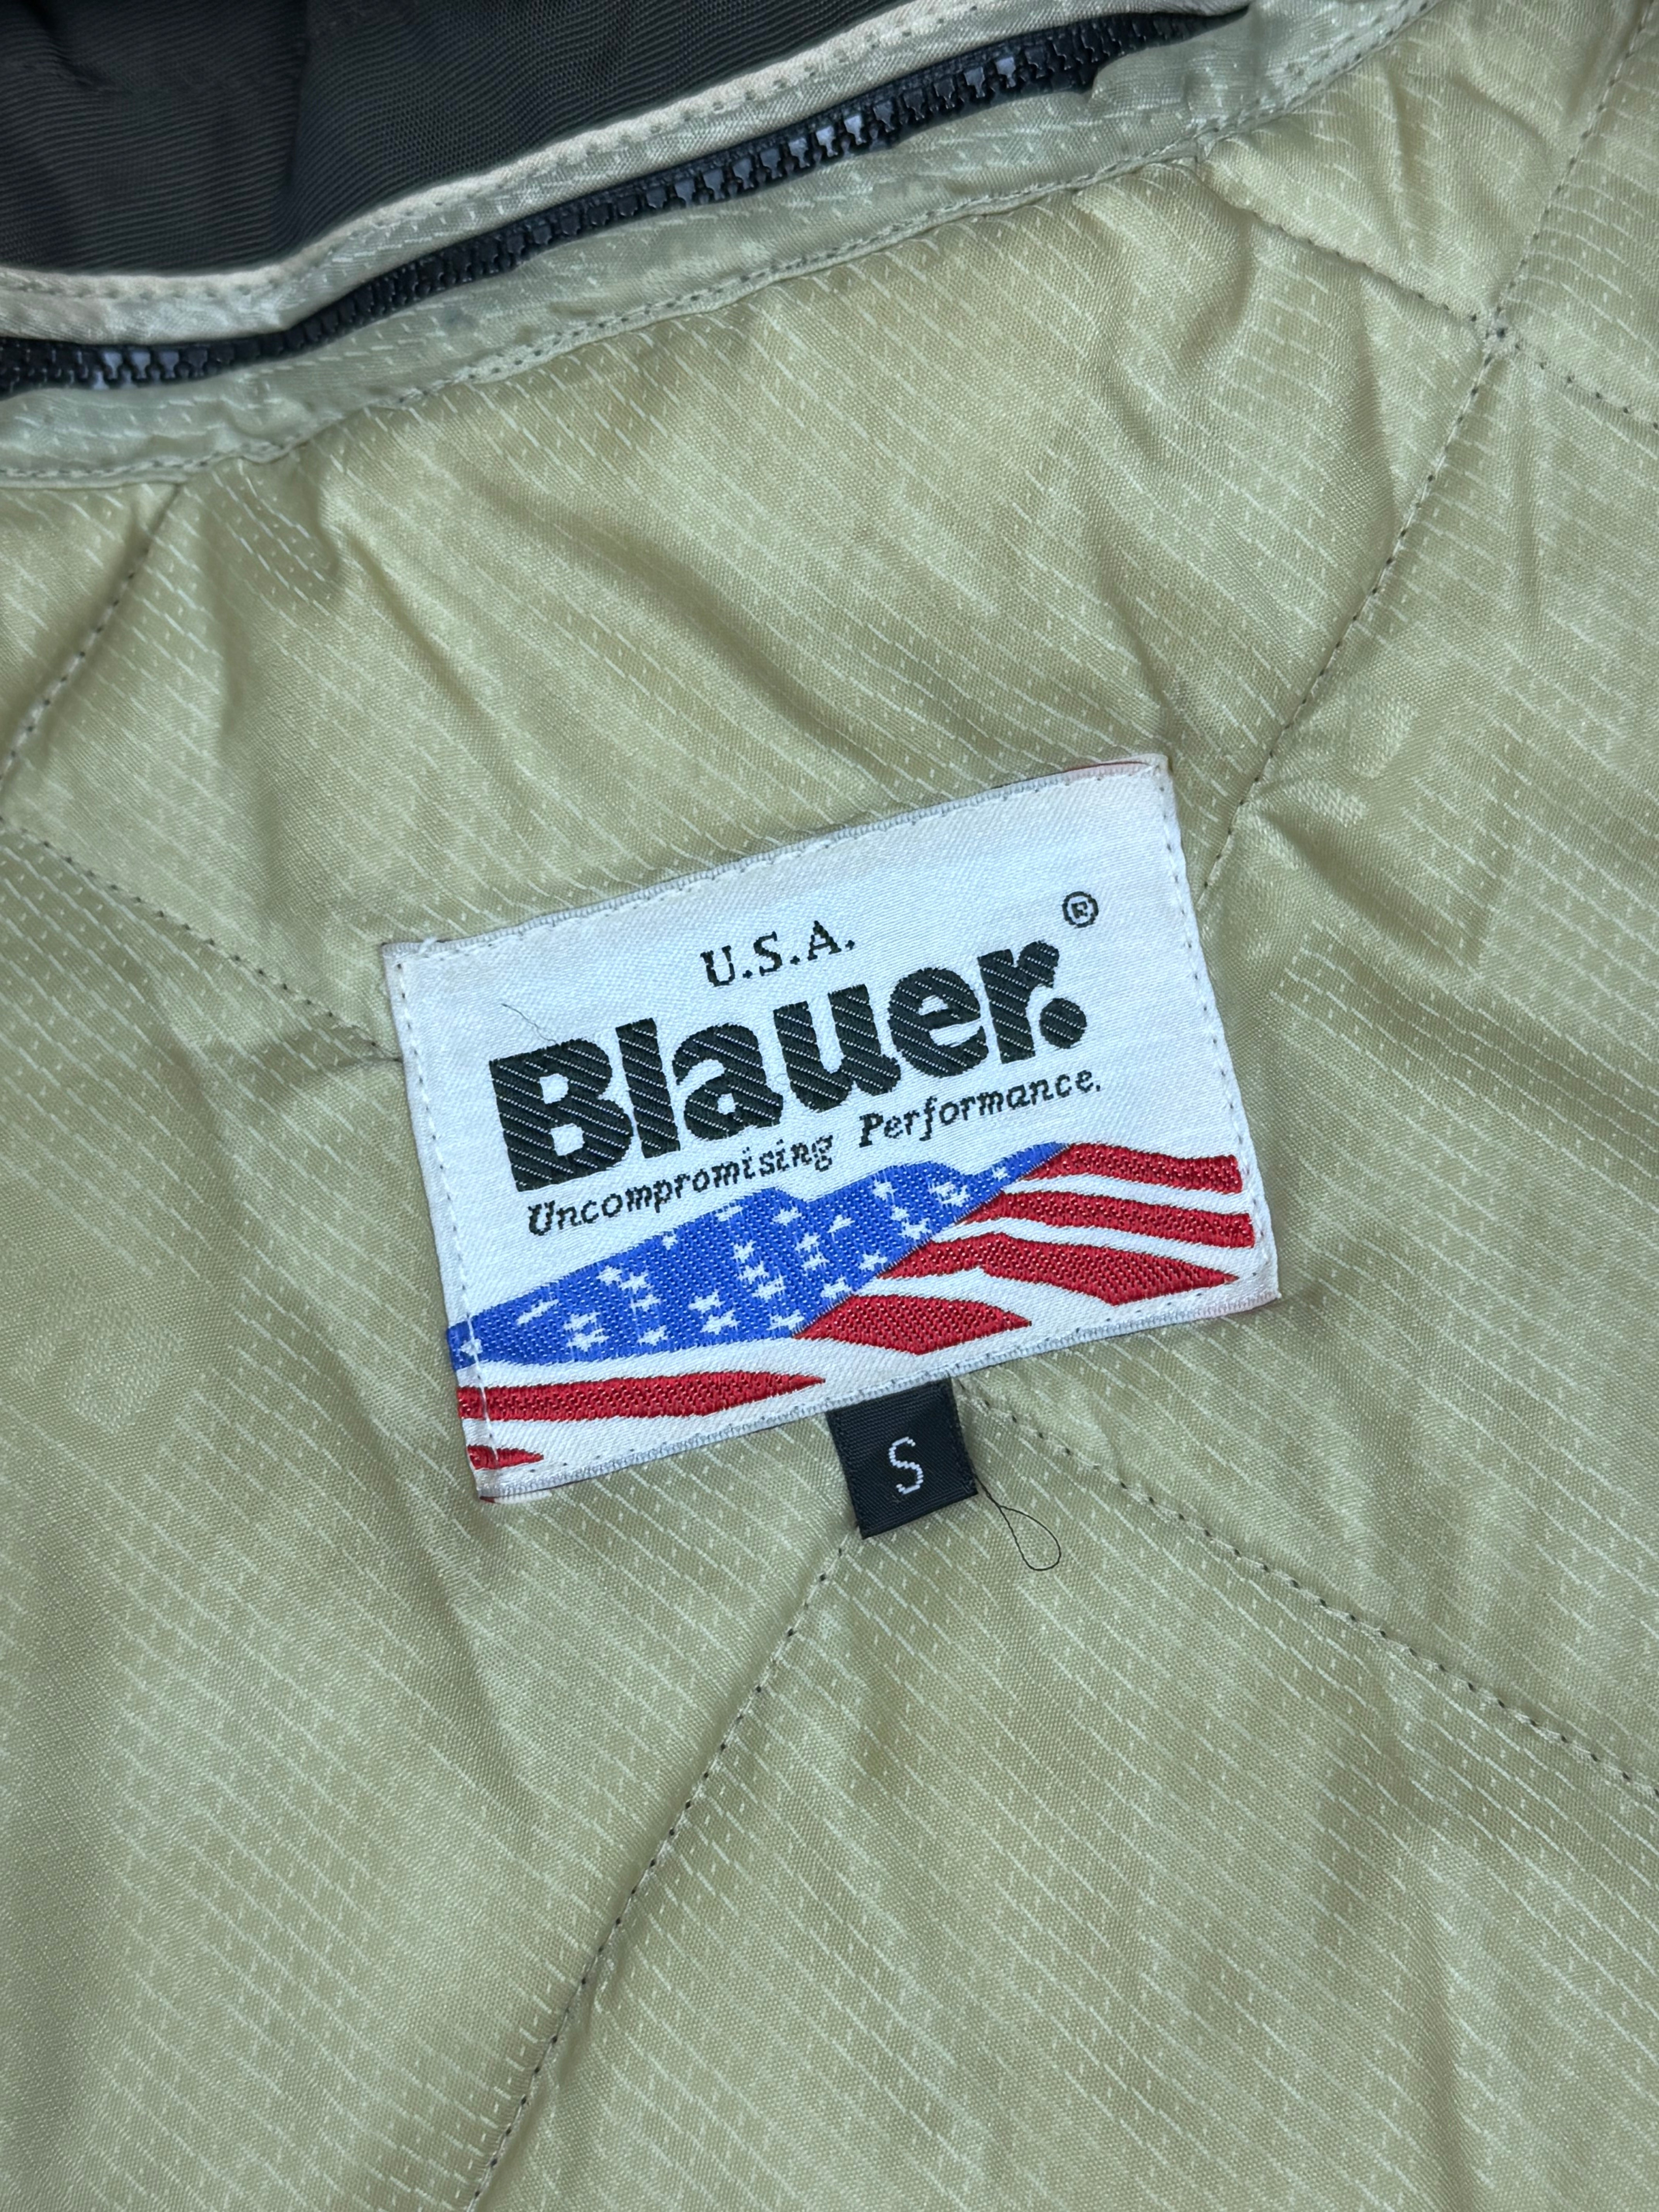 U.S.A.
Blauer.®
Uncompromising Performance.
S